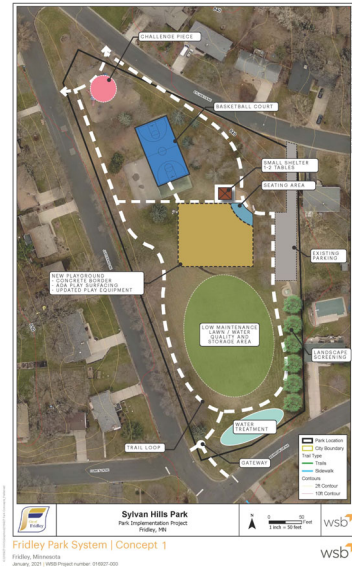 CHALLENGE PIECE
BASKETBALL COURT
SMALL SHELTER
1-2 TABLES
SEATING AREA
EXISTING
PARKING
NEW PLAYGROUND
- CONCRETE BORDER
- ADA PLAY SURFACING
- UPDATED PLAY EQUIPMENT
LOW MAINTENANCE
LAWN / WATER
QUALITY AND
STORAGE AREA
LANDSCAPE
SCREENING
WATER
TREATMENT
TRAIL LOOP
GATEWAY
Park Location
City Boundary
Trail Type
Trails
Sidewalk
Contours
2ft Contour
10ft Contour
Fridley
Sylvan Hills Park
Park Implementation Project
Fridley, MN
N
0 50
Feet
1 inch = 50 feet
wsb
Fridley Park System | Concept 1
Fridley, Minnesota
January, 2021 | WSB Project number: 016937-000
wsb